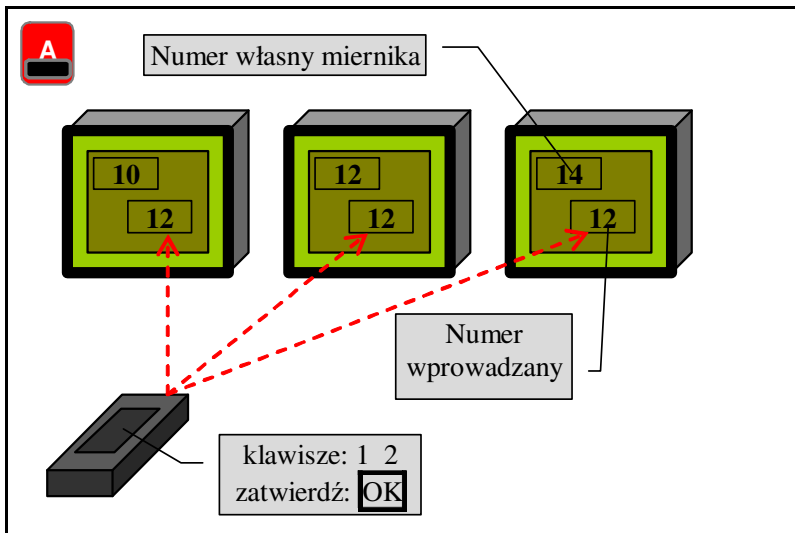 A
Numer własny miernika
10
12
12
12
14
12
Numer
wprowadzany
klawisze: 1 2
zatwierdź: OK